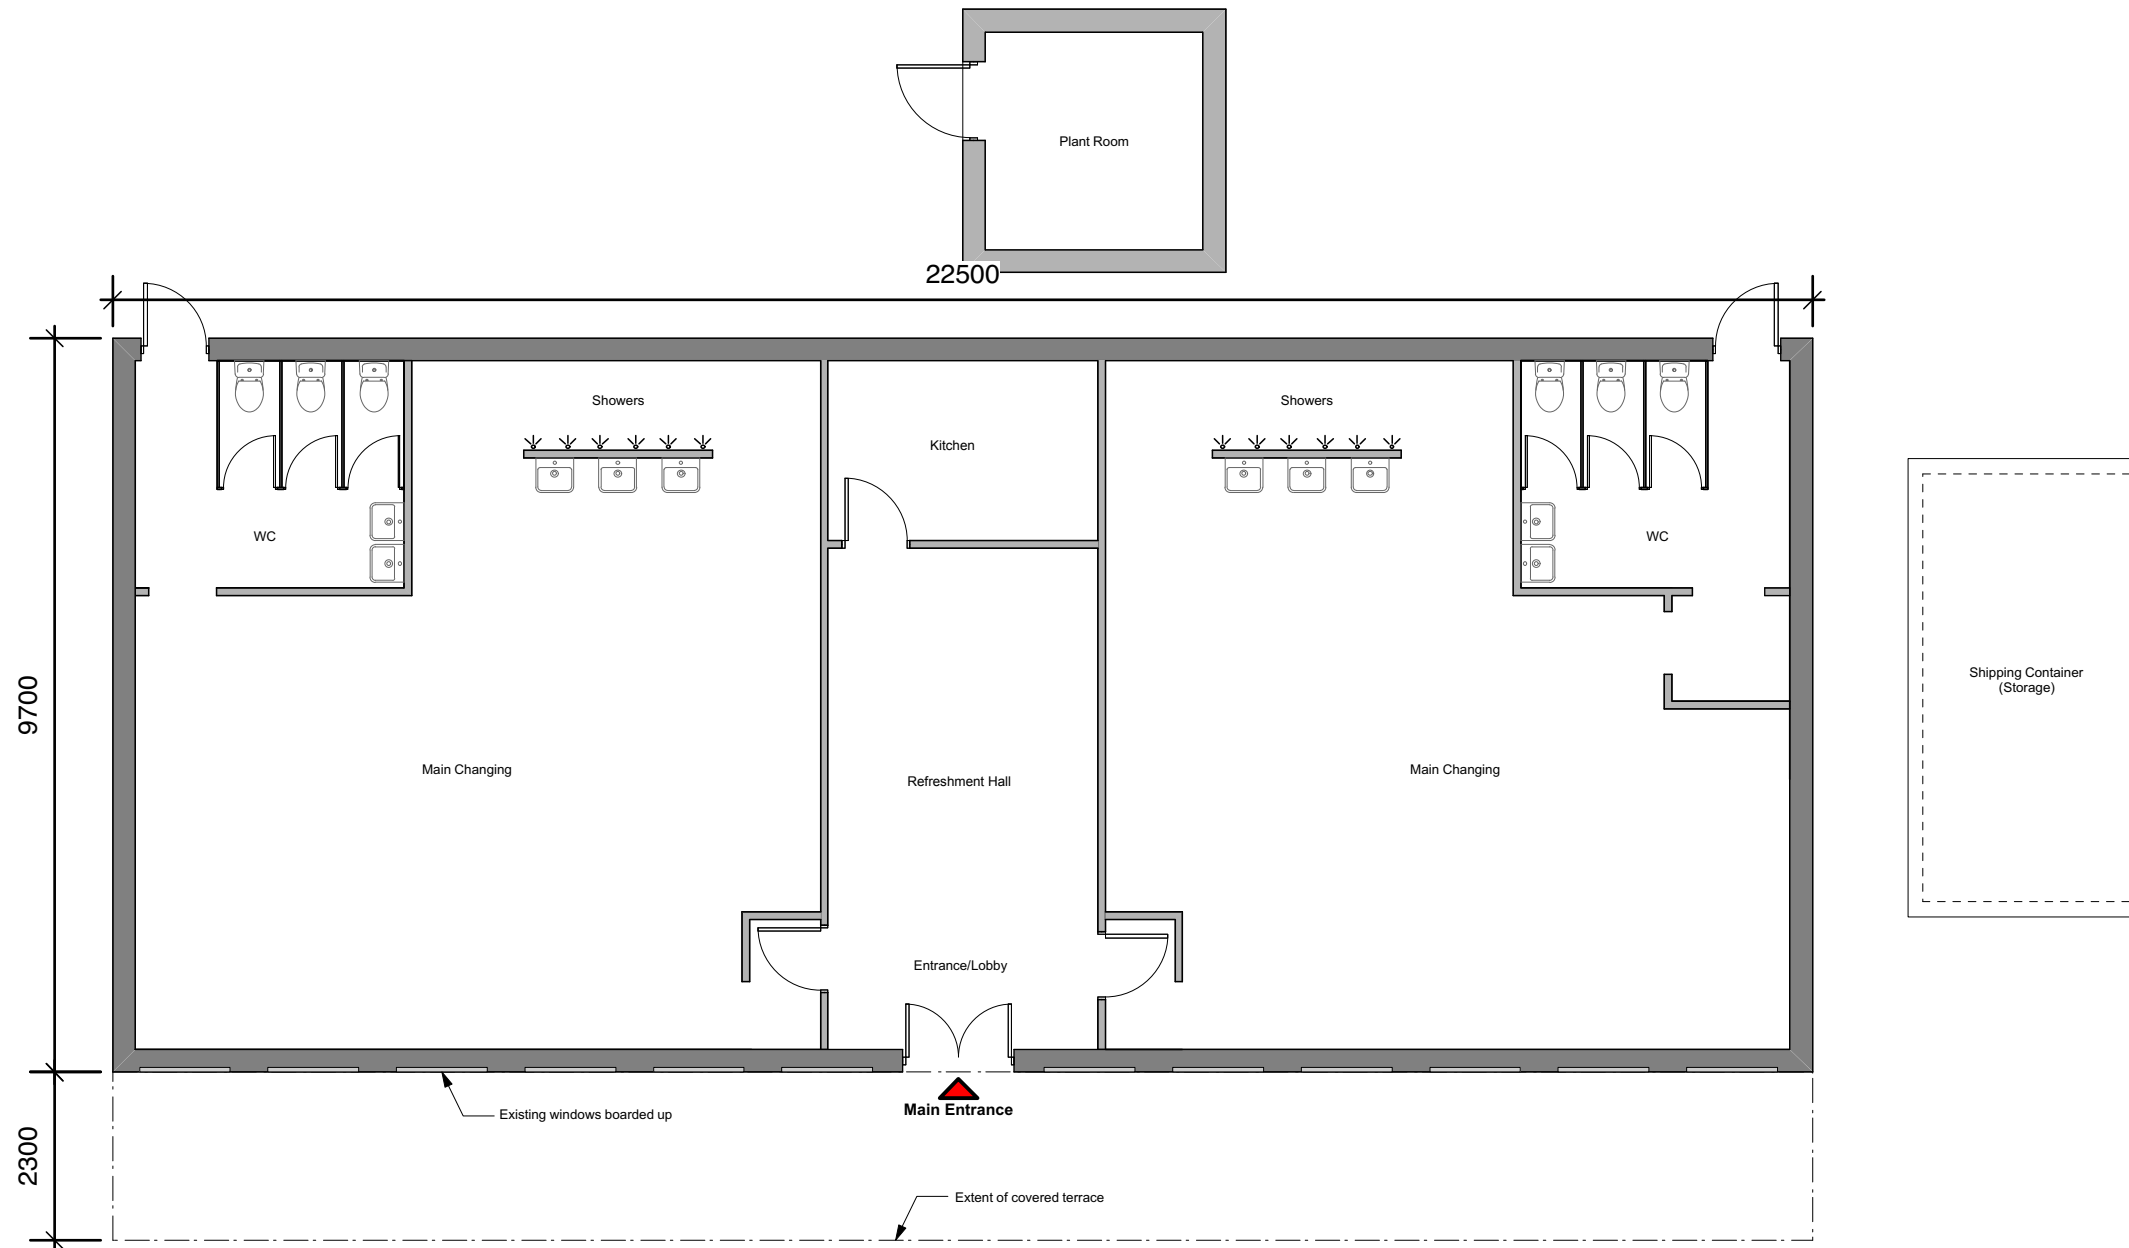 Plant Room
22500
Showers
Showers
Kitchen
WC
WC
9700
Shipping Container
(Storage)
Main Changing
Refreshment Hall
Main Changing
Entrance/Lobby
Main Entrance
Existing windows boarded up
2300
Extent of covered terrace